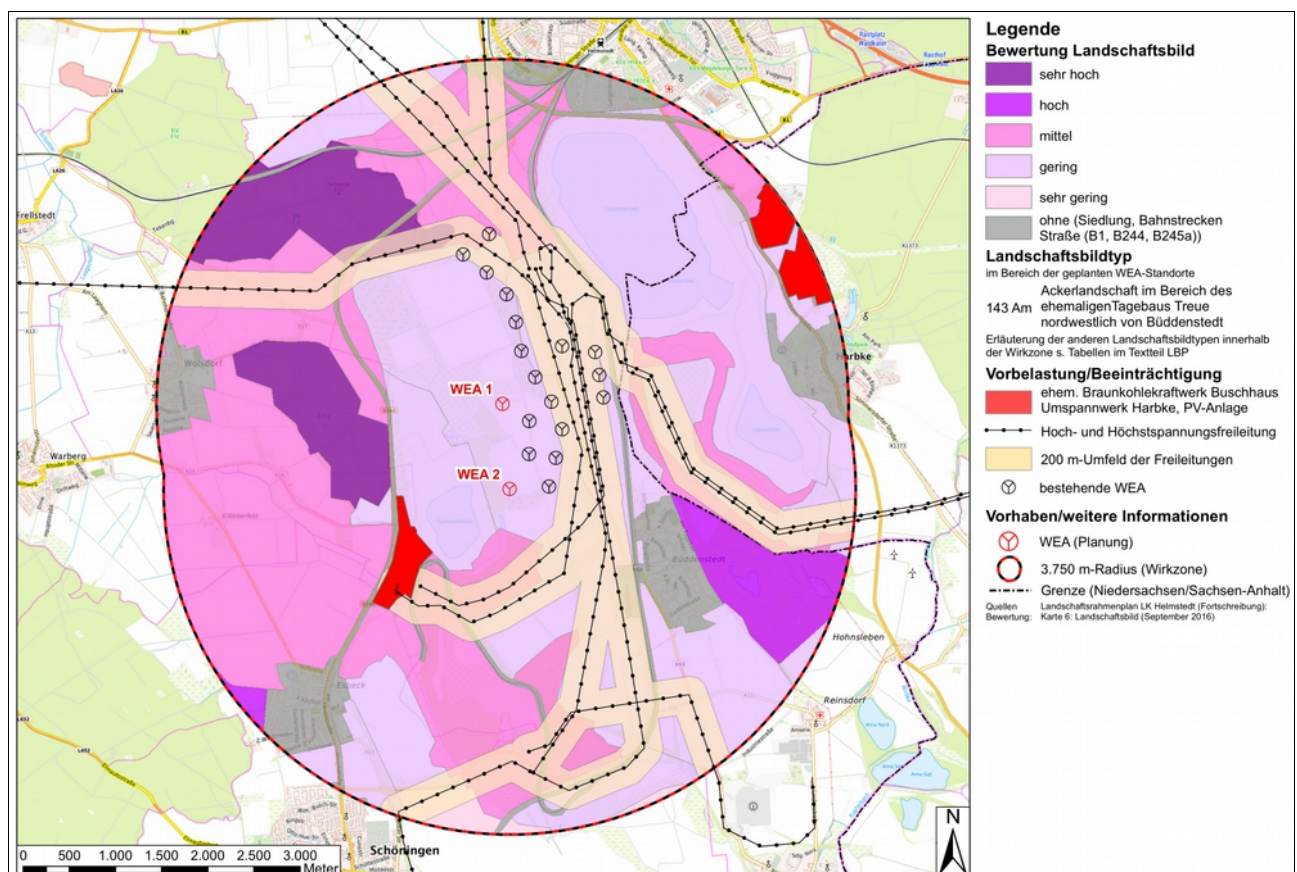 Legende
Bewertung Landschaftsbild
sehr hoch
hoch
mittel
gering
sehr gering
ohne (Siedlung, Bahnstrecken
Straße (B1, B244, B245a))
Landschaftsbildtyp
im Bereich der geplanten WEA-Standorte
143 Am
Ackerlandschaft im Bereich des
ehemaligenTagebaus Treue
nordwestlich von Büddenstedt
Erläuterung der anderen Landschaftsbildtypen innerhalb
der Wirkzone s. Tabellen im Textteil LBP
Vorbelastung/Beeinträchtigung
ehem. Braunkohlekraftwerk Buschhaus
Umspannwerk Harbke, PV-Anlage
Hoch- und Höchstspannungsfreileitung
200 m-Umfeld der Freileitungen
bestehende WEA
Vorhaben/weitere Informationen
WEA (Planung)
3.750 m-Radius (Wirkzone)
Grenze (Niedersachsen/Sachsen-Anhalt)
Quellen
Bewertung:
Landschaftsrahmenplan LK Helmstedt (Fortschreibung):
Karte 6: Landschaftsbild (September 2016)
Frellstedt
Wolsdorf
Warberg
WEA 1
WEA 2
Harbke
Büddenstedt
Hohnsleben
Reinsdorf
Esbeck
Schöningen
B1
L626
L652
K1373
N
0 500 1.000 1.500 2.000 2.500 3.000
Meter